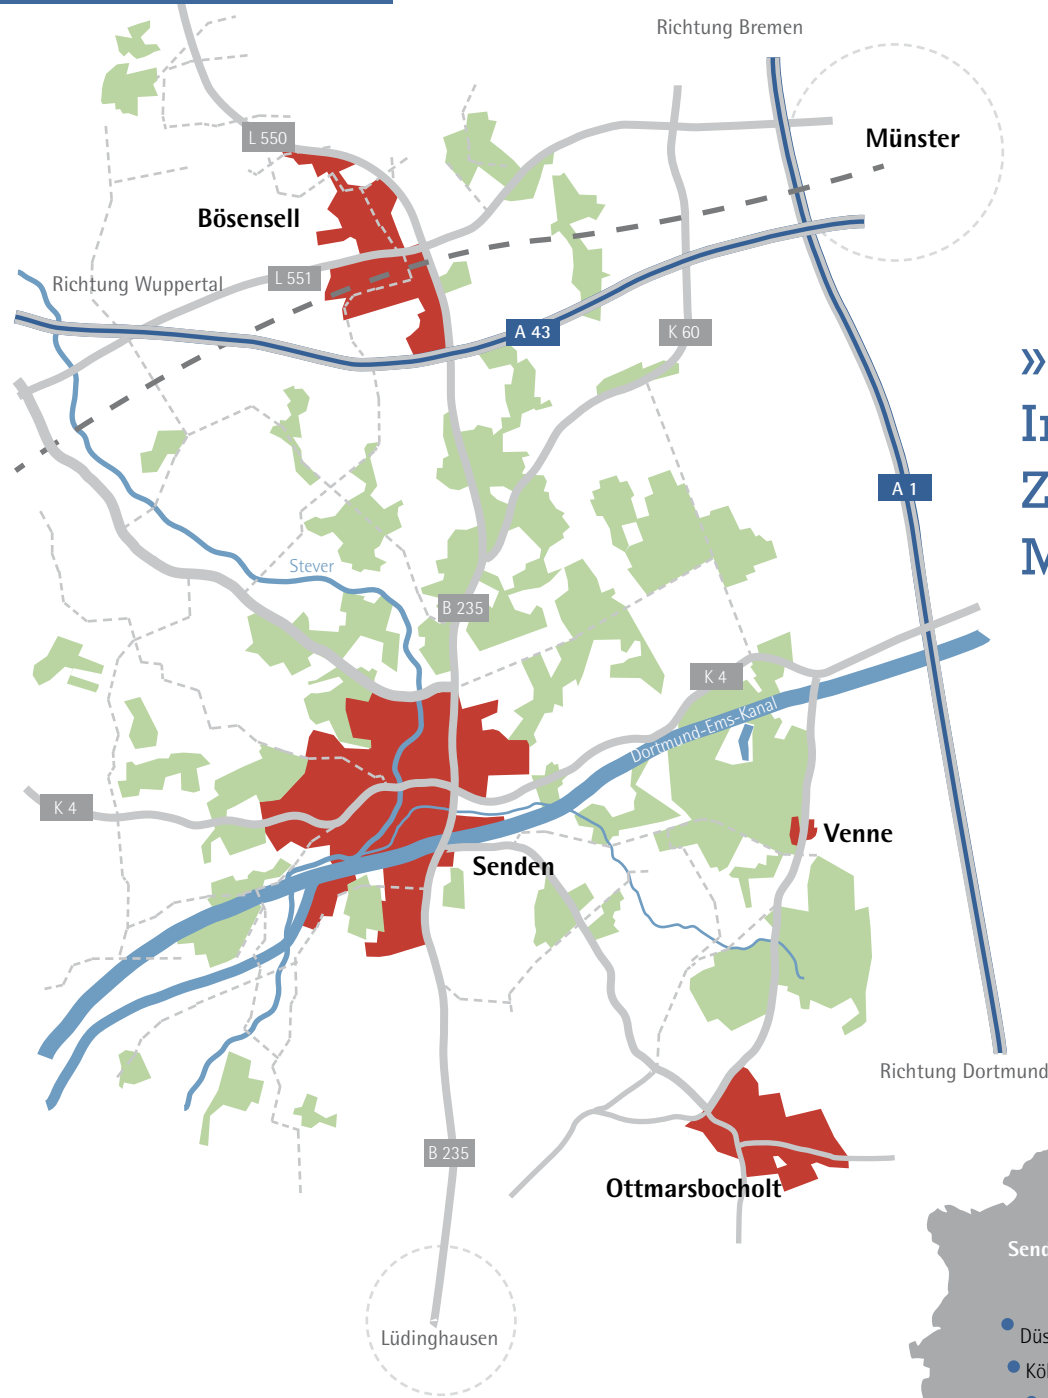 Richtung Bremen
Münster
L 550
Bösensell
L 551
Richtung Wuppertal
A 43
K 60
»
A 1
Stever
B 235
K 4
Dortmund-Ems-Kanal
K 4
Venne
Senden
Richtung Dortmund
B 235
Ottmarsbocholt
Lüdinghausen